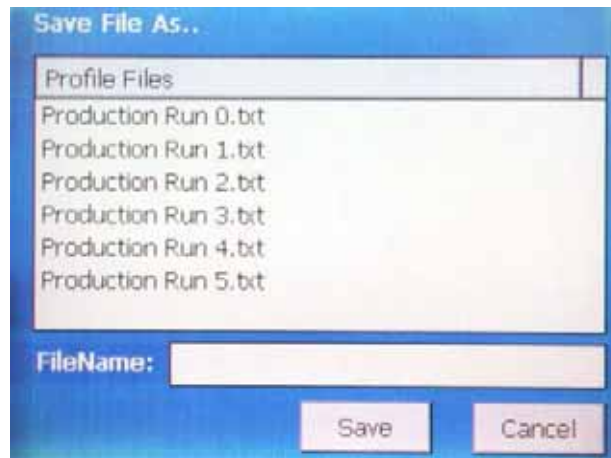 Save File As..
Profile Files
Production Run 0.txt
Production Run 1.txt
Production Run 2.txt
Production Run 3.txt
Production Run 4.txt
Production Run 5.txt
FileName:
Save Cancel